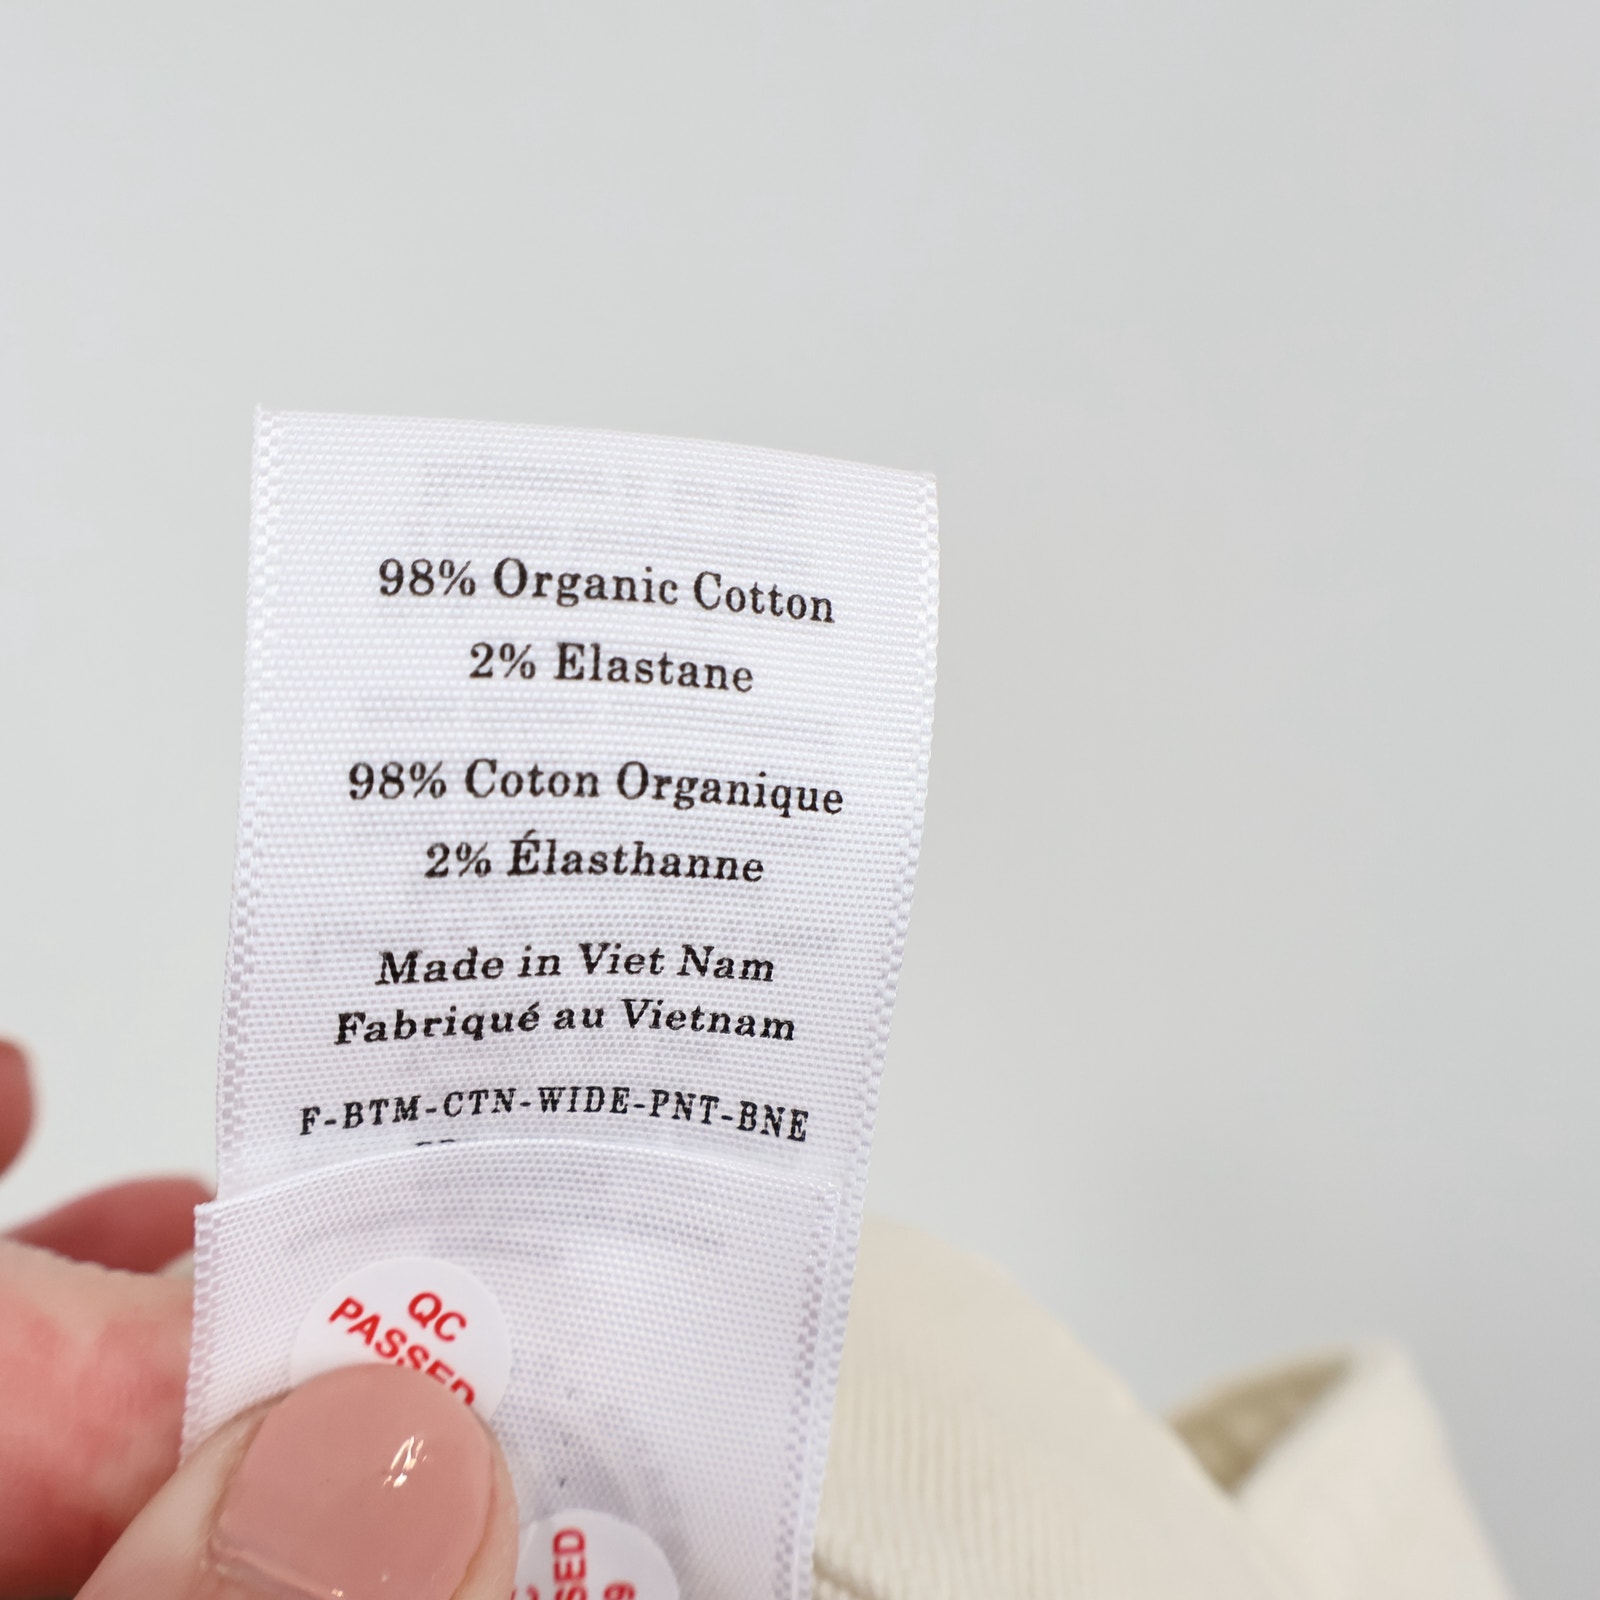 98% Organic Cotton
2% Elastane
98% Coton Organique
2% Élasthanne
Made in Viet Nam
Fabriqué au Vietnam
F-BTM-CTN-WIDE-PNT-BNE
QC
PASSED